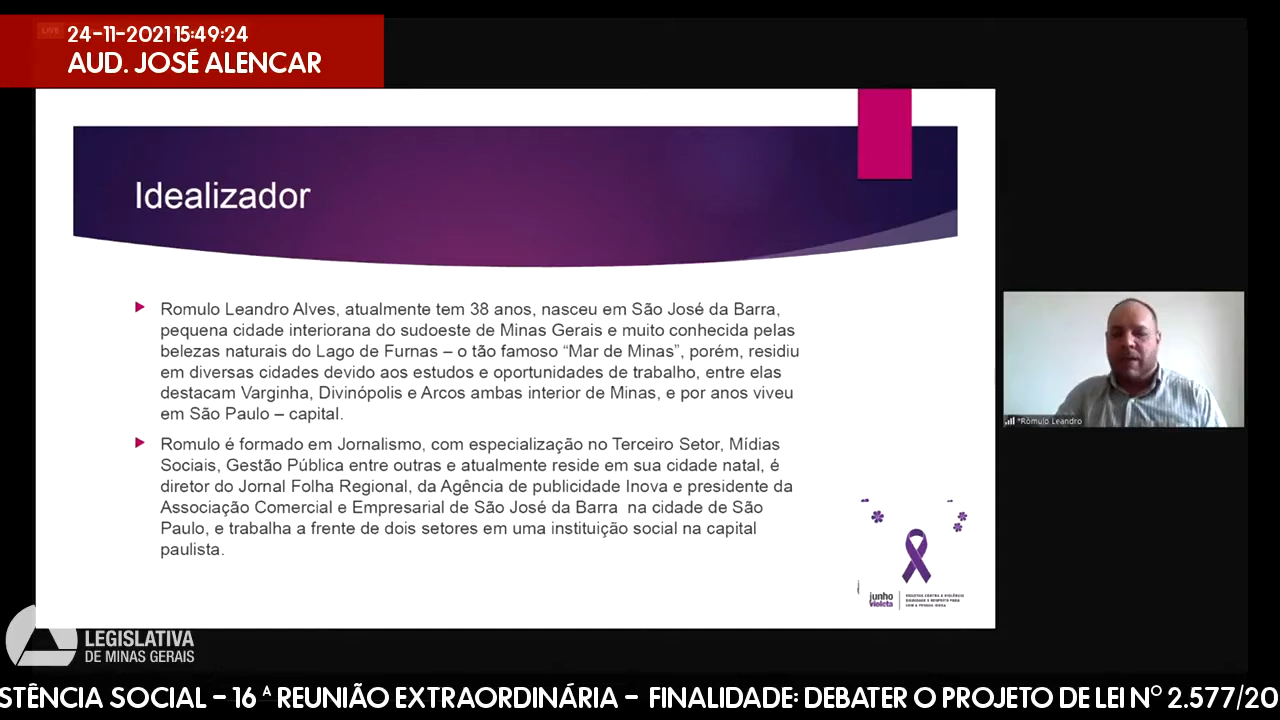 LIVE
24-11-2021 15:49:24
AUD. JOSÉ ALENCAR
Idealizador
Romulo Leandro Alves, atualmente tem 38 anos, nasceu em São José da Barra,
pequena cidade interiorana do sudoeste de Minas Gerais e muito conhecida pelas
belezas naturais do Lago de Furnas – o tão famoso “Mar de Minas”, porém, residiu
em diversas cidades devido aos estudos e oportunidades de trabalho, entre elas
destacam Varginha, Divinópolis e Arcos ambas interior de Minas, e por anos viveu
em São Paulo – capital.
Romulo é formado em Jornalismo, com especialização no Terceiro Setor, Mídias
Sociais, Gestão Pública entre outras e atualmente reside em sua cidade natal, é
diretor do Jornal Folha Regional, da Agência de publicidade Inova e presidente da
Associação Comercial e Empresarial de São José da Barra na cidade de São
Paulo, e trabalha a frente de dois setores em uma instituição social na capital
paulista.
*Rômulo Leandro
junho
violeta
DIGNIDADE E RESPEITO PARA
COM A PESSOA IDOSA
LEGISLATIVA
DE MINAS GERAIS
STÊNCIA SOCIAL – 16 ª REUNIÃO EXTRAORDINÁRIA – FINALIDADE: DEBATER O PROJETO DE LEI Nº 2.577/20